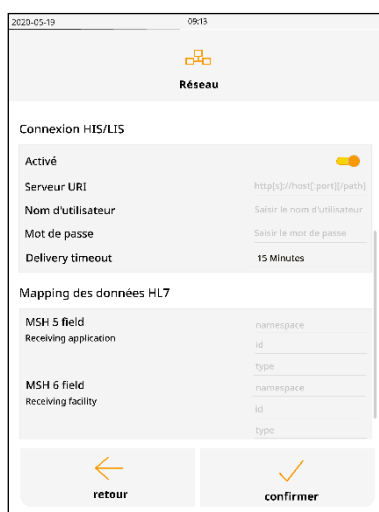 2020-05-19 09:13
Réseau
Connexion HIS/LIS
Activé
Serveur URI http[s]://host[:port][/path]
Nom d'utilisateur Saisir le nom d'utilisateur
Mot de passe Saisir le mot de passe
Delivery timeout 15 Minutes
Mapping des données HL7
MSH 5 field namespace
Receiving application
id
type
MSH 6 field namespace
Receiving facility
id
type
retour confirmer